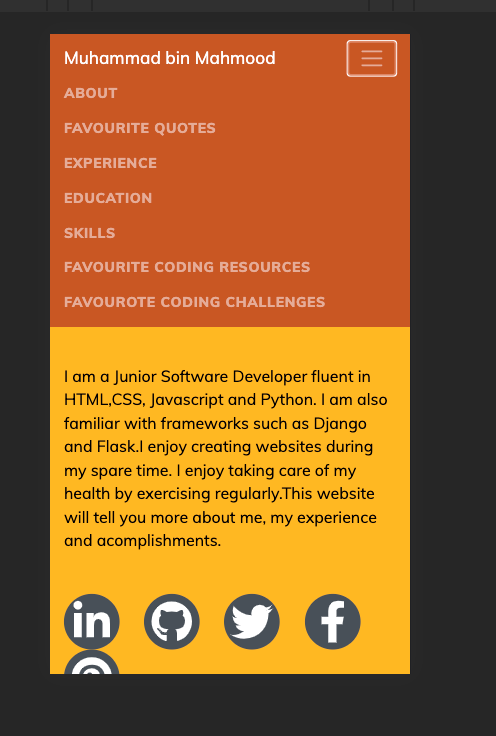 Muhammad bin Mahmood
ABOUT
FAVOURITE QUOTES
EXPERIENCE
EDUCATION
SKILLS
FAVOURITE CODING RESOURCES
FAVOUROTE CODING CHALLENGES
I am a Junior Software Developer fluent in
HTML,CSS, Javascript and Python. I am also
familiar with frameworks such as Django
and Flask.I enjoy creating websites during
my spare time. I enjoy taking care of my
health by exercising regularly.This website
will tell you more about me, my experience
and acomplishments.
in